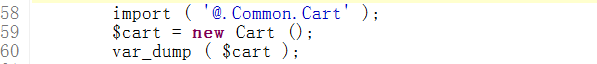 58 import ( '@.Common.Cart' );
59 $cart = new Cart ();
60 var_dump ( $cart );